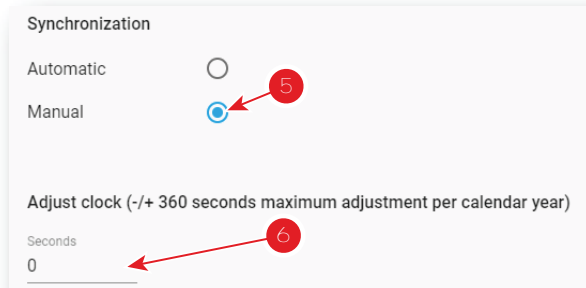 Synchronization
Automatic
5
Manual
Adjust clock (-/+ 360 seconds maximum adjustment per calendar year)
Seconds
6
0